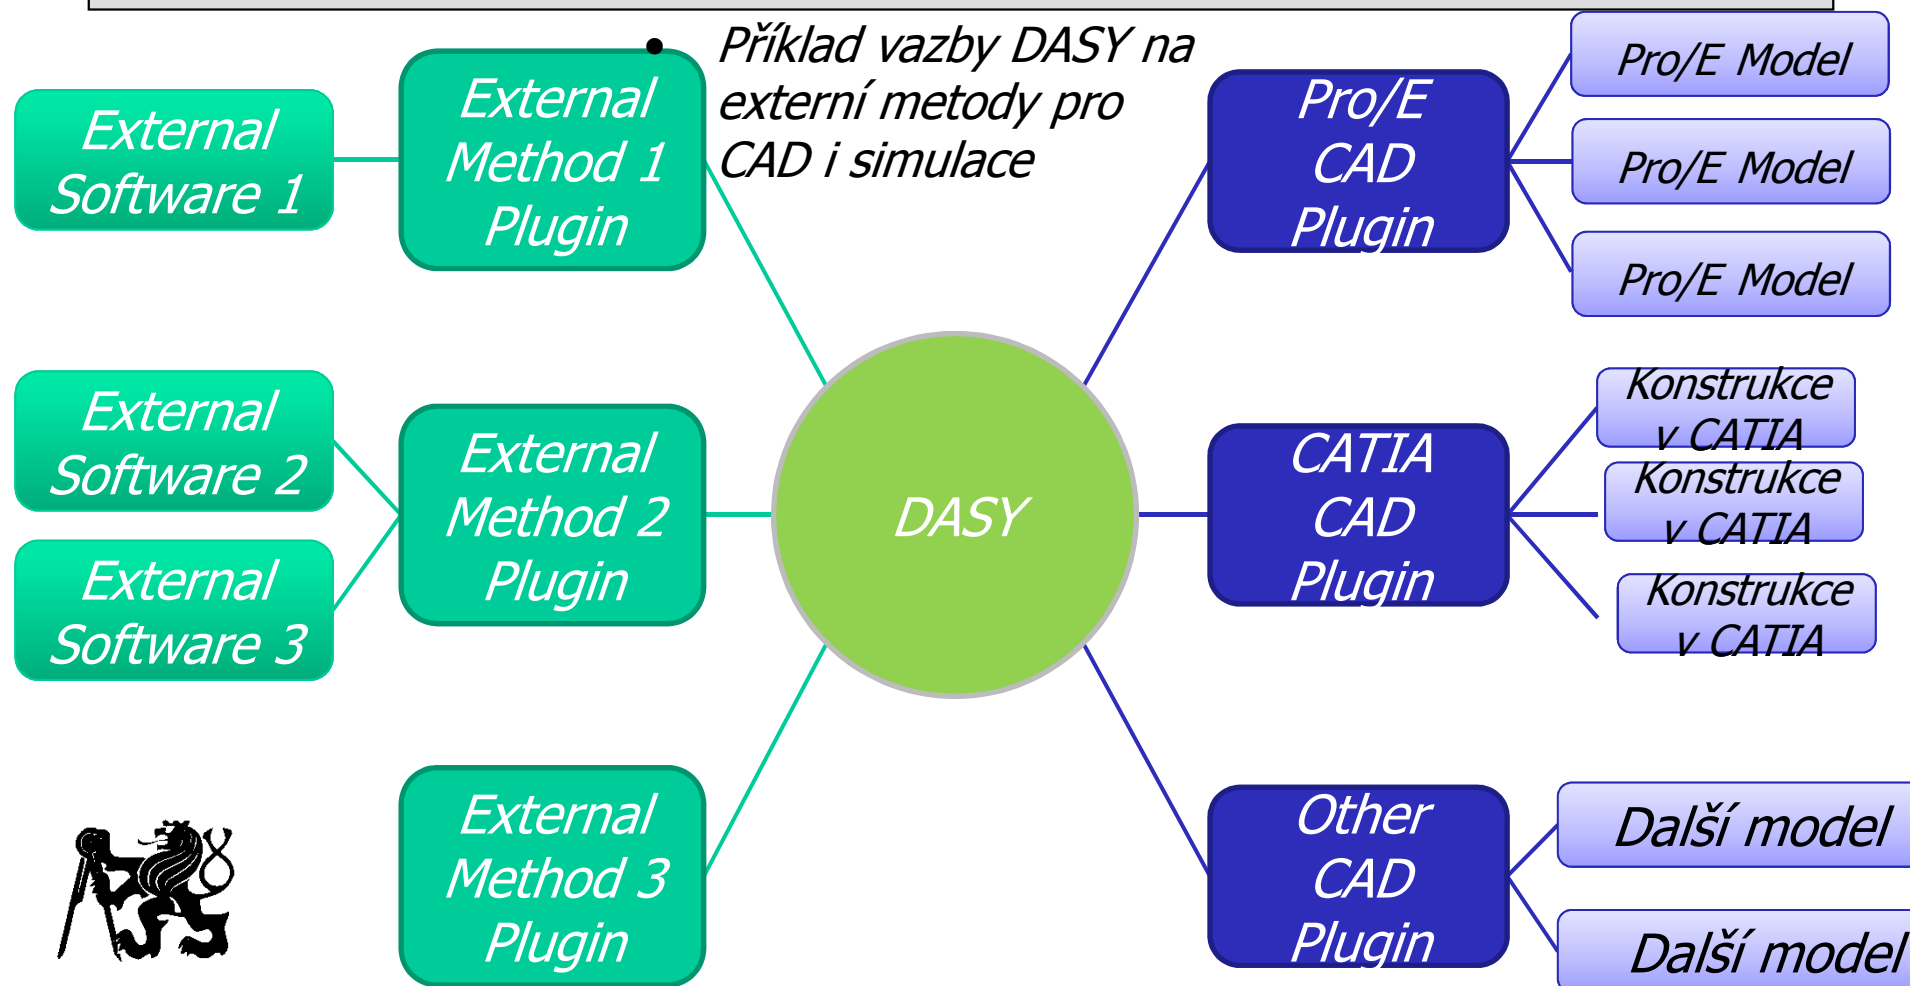 Příklad vazby DASY na
externí metody pro
CAD i simulace
External
Software 1
External
Method 1
Plugin
External
Software 2
External
Software 3
External
Method 2
Plugin
External
Method 3
Plugin
DASY
Pro/E
CAD
Plugin
Pro/E Model
Pro/E Model
Pro/E Model
CATIA
CAD
Plugin
Konstrukce
v CATIA
Konstrukce
v CATIA
Konstrukce
v CATIA
Other
CAD
Plugin
Další model
Další model